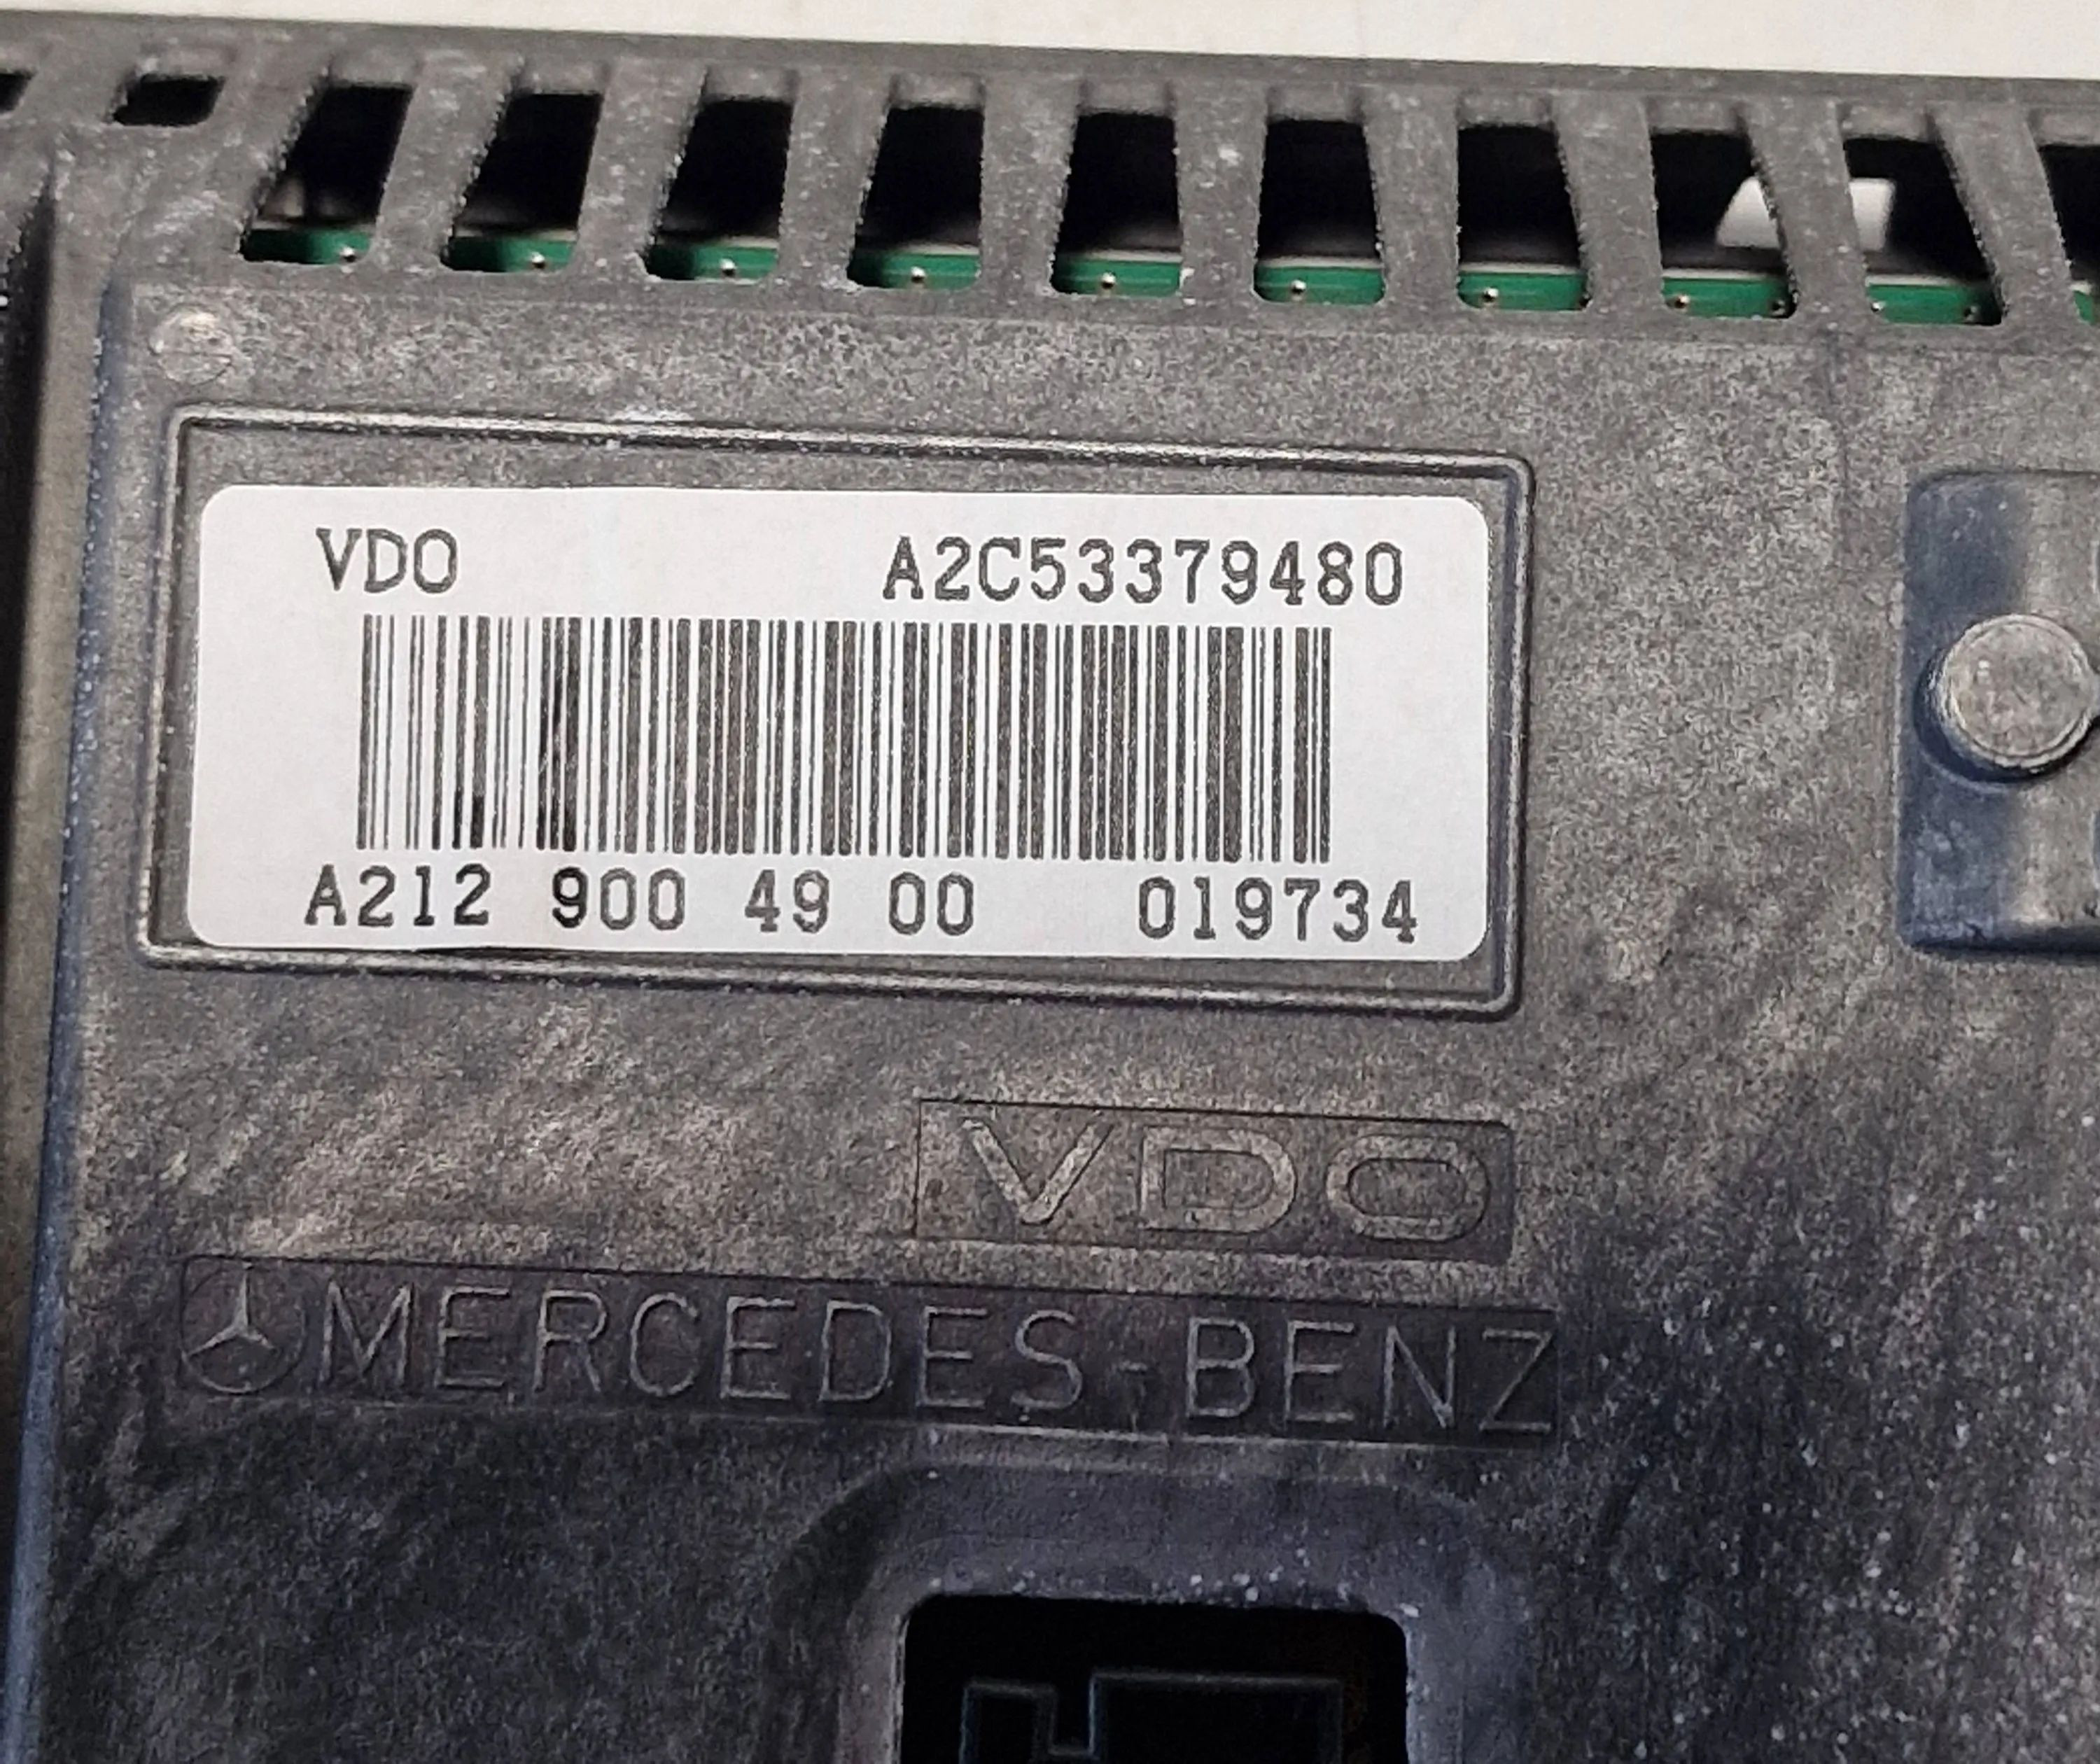 VDO A2C53379480
A212 900 49 00 019734
VDO
MERCEDES-BENZ